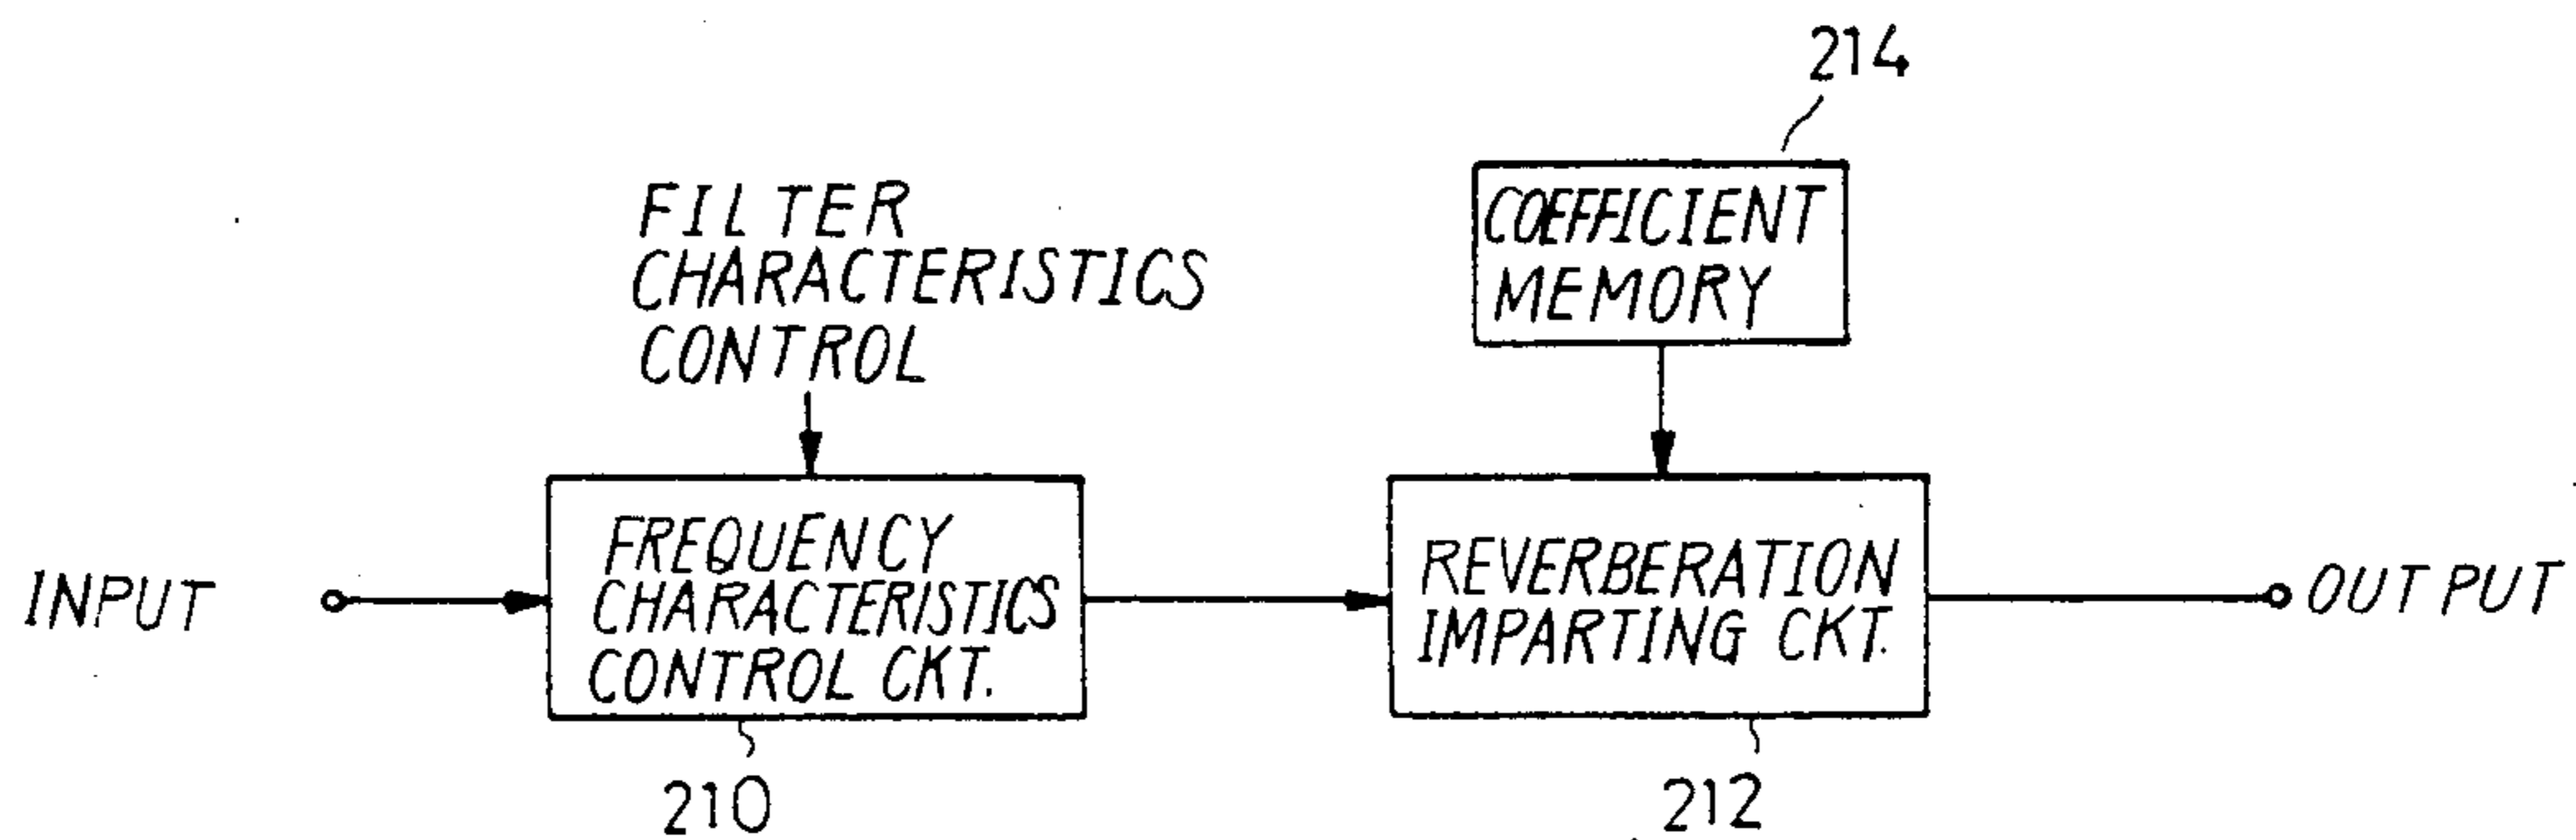 214
FILTER
CHARACTERISTICS
CONTROL
COEFFICIENT
MEMORY
INPUT
FREQUENCY
CHARACTERISTICS
CONTROL CKT.
REVERBERATION
IMPARTING CKT.
OUTPUT
210
212